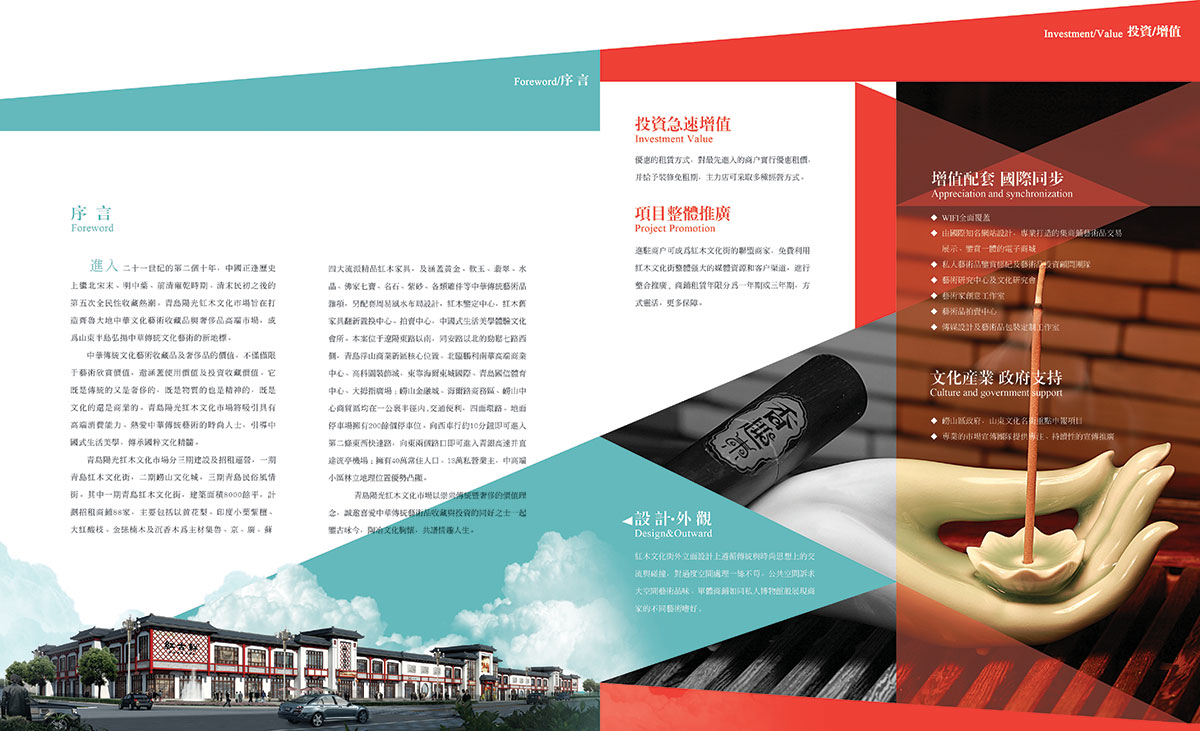 Foreword/序 言
Investment/Value 投資/增值
序 言
Foreword
進入二十一世紀的第二個十年，中國正逢歷史
上繼北宋末、明中葉、前清雍乾時期、清末民初之後的
第五次全民性收藏熱潮。青島陽光紅木文化市場旨在打
造齊魯大地中華文化藝術收藏品與奢侈品高端市場，成
爲山東半島弘揚中華傳統文化藝術的新地標。
中華傳統文化藝術收藏品及奢侈品的價值，不僅僅限
于藝術欣賞價值，還涵蓋使用價值及投資收藏價值。它
既是傳統的又是奢侈的，既是物質的也是精神的，既是
文化的還是商業的。青島陽光紅木文化市場將吸引具有
高端消費能力、熱愛中華傳統藝術的時尚人士，引導中
國式生活美學，傳承國粹文化精髓。
青島陽光紅木文化市場分三期建設及招租運營，一期
青島紅木文化街，二期嶗山文化城，三期青島民俗風情
街。其中一期青島紅木文化街，建築面積8000餘平，計
劃招租商鋪88家，主要包括以黃花梨、印度小葉紫檀、
大紅酸枝、金絲楠木及沉香木爲主材魯、京、廣、蘇
四大流派精品紅木家具，及涵蓋黃金、軟玉、翡翠、水
晶、佛家七寶、名石、紫砂、各類雕件等中華傳統藝術品
雜項，另配套周易風水布局設計，紅木鑒定中心，紅木舊
家具翻新置換中心、拍賣中心、中國式生活美學體驗文化
會所。本案位于遼陽東路以南，同安路以北的勁松七路西
側，青島浮山商業新區核心位置。北臨鵬利南華高端商業
中心、高科園裝飾城，東靠海爾東城國際、青島國信體育
中心、大拇指廣場；嶗山金融城、海爾路商務區、嶗山中
心商貿區均在一公裏半徑内，交通便利，四面環路、地面
停車場擁有200餘個停車位，向西車行約10分鐘即可進入
第二條東西快速路，向東兩個路口即可進入青銀高速并直
達流亭機場；擁有40萬常住人口、13萬私營業主，中高端
小區林立地理位置優勢凸顯。
青島陽光紅木文化市場以崇尚傳統暨奢侈的價值理
念，誠邀喜愛中華傳統藝術品收藏與投資的同好之士一起
鑒古咏今，陶冶文化胸懷，共譜情趣人生。
投資急速增值
Investment Value
優惠的租賃方式，對最先進入的商户實行優惠租價，
并給予裝修免租期，主力店可采取多種經營方式。
項目整體推廣
Project Promotion
進駐商户可成爲紅木文化街的聯盟商家，免費利用
紅木文化街整體强大的媒體資源和客户渠道，進行
整合推廣。商鋪租賃年限分爲一年期或三年期，方
式靈活，更多保障。
設計·外觀
Design&Outward
紅木文化街外立面設計上遵循傳統與時尚思想上的交
流與碰撞，對過度空間處理一絲不苟，公共空間訴求
大空間藝術品味，單體商鋪如同私人博物館般展現商
家的不同藝術嗜好。
增值配套 國際同步
Appreciation and synchronization
◆ WIFI全面覆蓋
◆ 由國際知名網站設計，專業打造的集商鋪藝術品交易
展示、鑒賞一體的電子商城
◆ 私人藝術品鑒賞經紀及藝術品投資顧問團隊
◆ 藝術研究中心及文化研究會
◆ 藝術家創意工作室
◆ 藝術品拍賣中心
◆ 傳媒設計及藝術品包裝定制工作室
文化産業 政府支持
Culture and government support
◆ 嶗山區政府，山東文化名街重點申報項目
◆ 專業的市場宣傳團隊提供專注、持續性的宣傳推廣